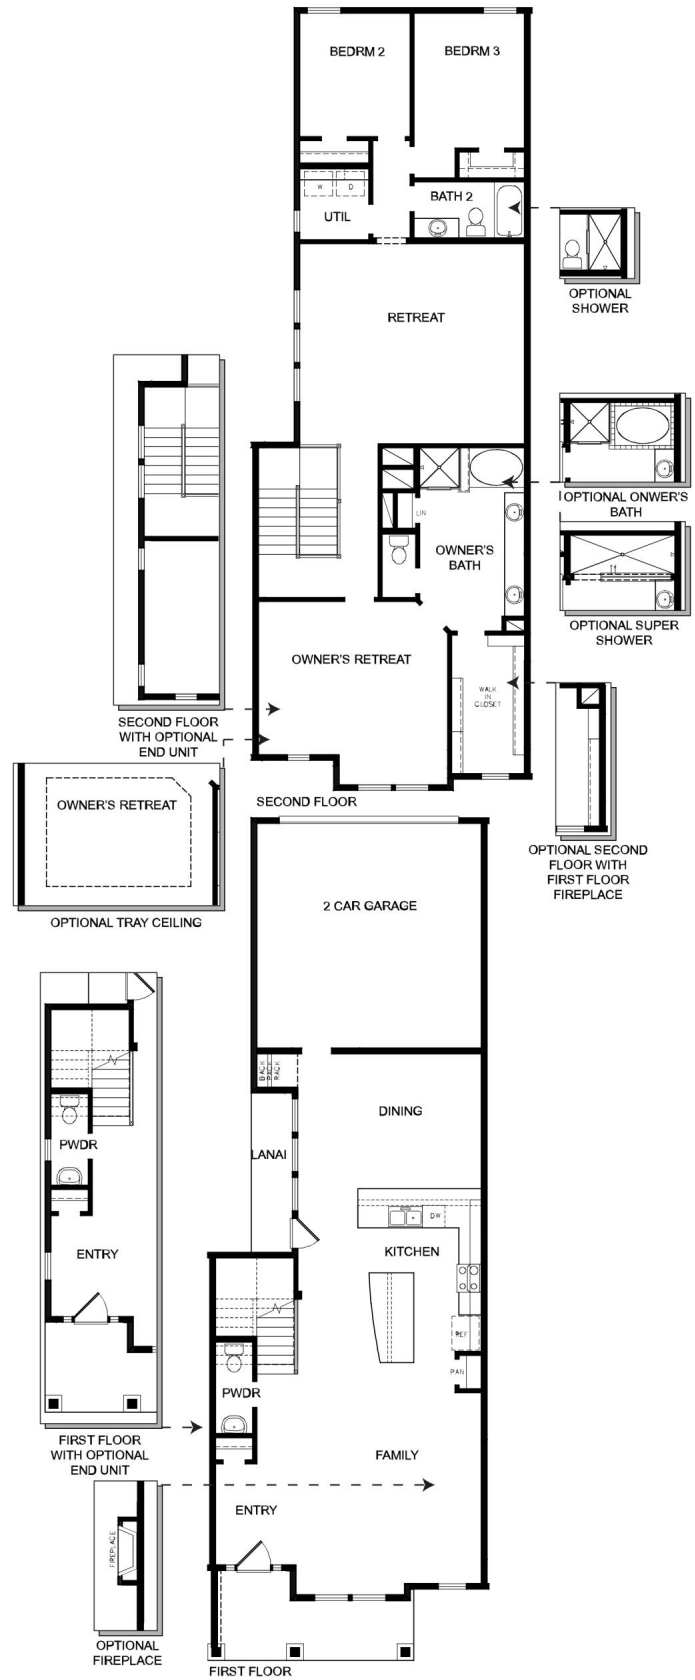 BEDRM 2
BEDRM 3
W
D
BATH 2
UTIL
OPTIONAL
SHOWER
RETREAT
LIN
OWNER'S
BATH
OPTIONAL ONWER'S
BATH
OPTIONAL SUPER
SHOWER
OWNER'S RETREAT
WALK
IN
CLOSET
SECOND FLOOR
WITH OPTIONAL
END UNIT
SECOND FLOOR
OWNER'S RETREAT
OPTIONAL TRAY CEILING
OPTIONAL SECOND
FLOOR WITH
FIRST FLOOR
FIREPLACE
2 CAR GARAGE
BACK
PACK
RACK
DINING
LANAI
DW
KITCHEN
REF
PAN
PWDR
ENTRY
PWDR
FAMILY
ENTRY
FIRST FLOOR
WITH OPTIONAL
END UNIT
FIREPLACE
OPTIONAL
FIREPLACE
FIRST FLOOR